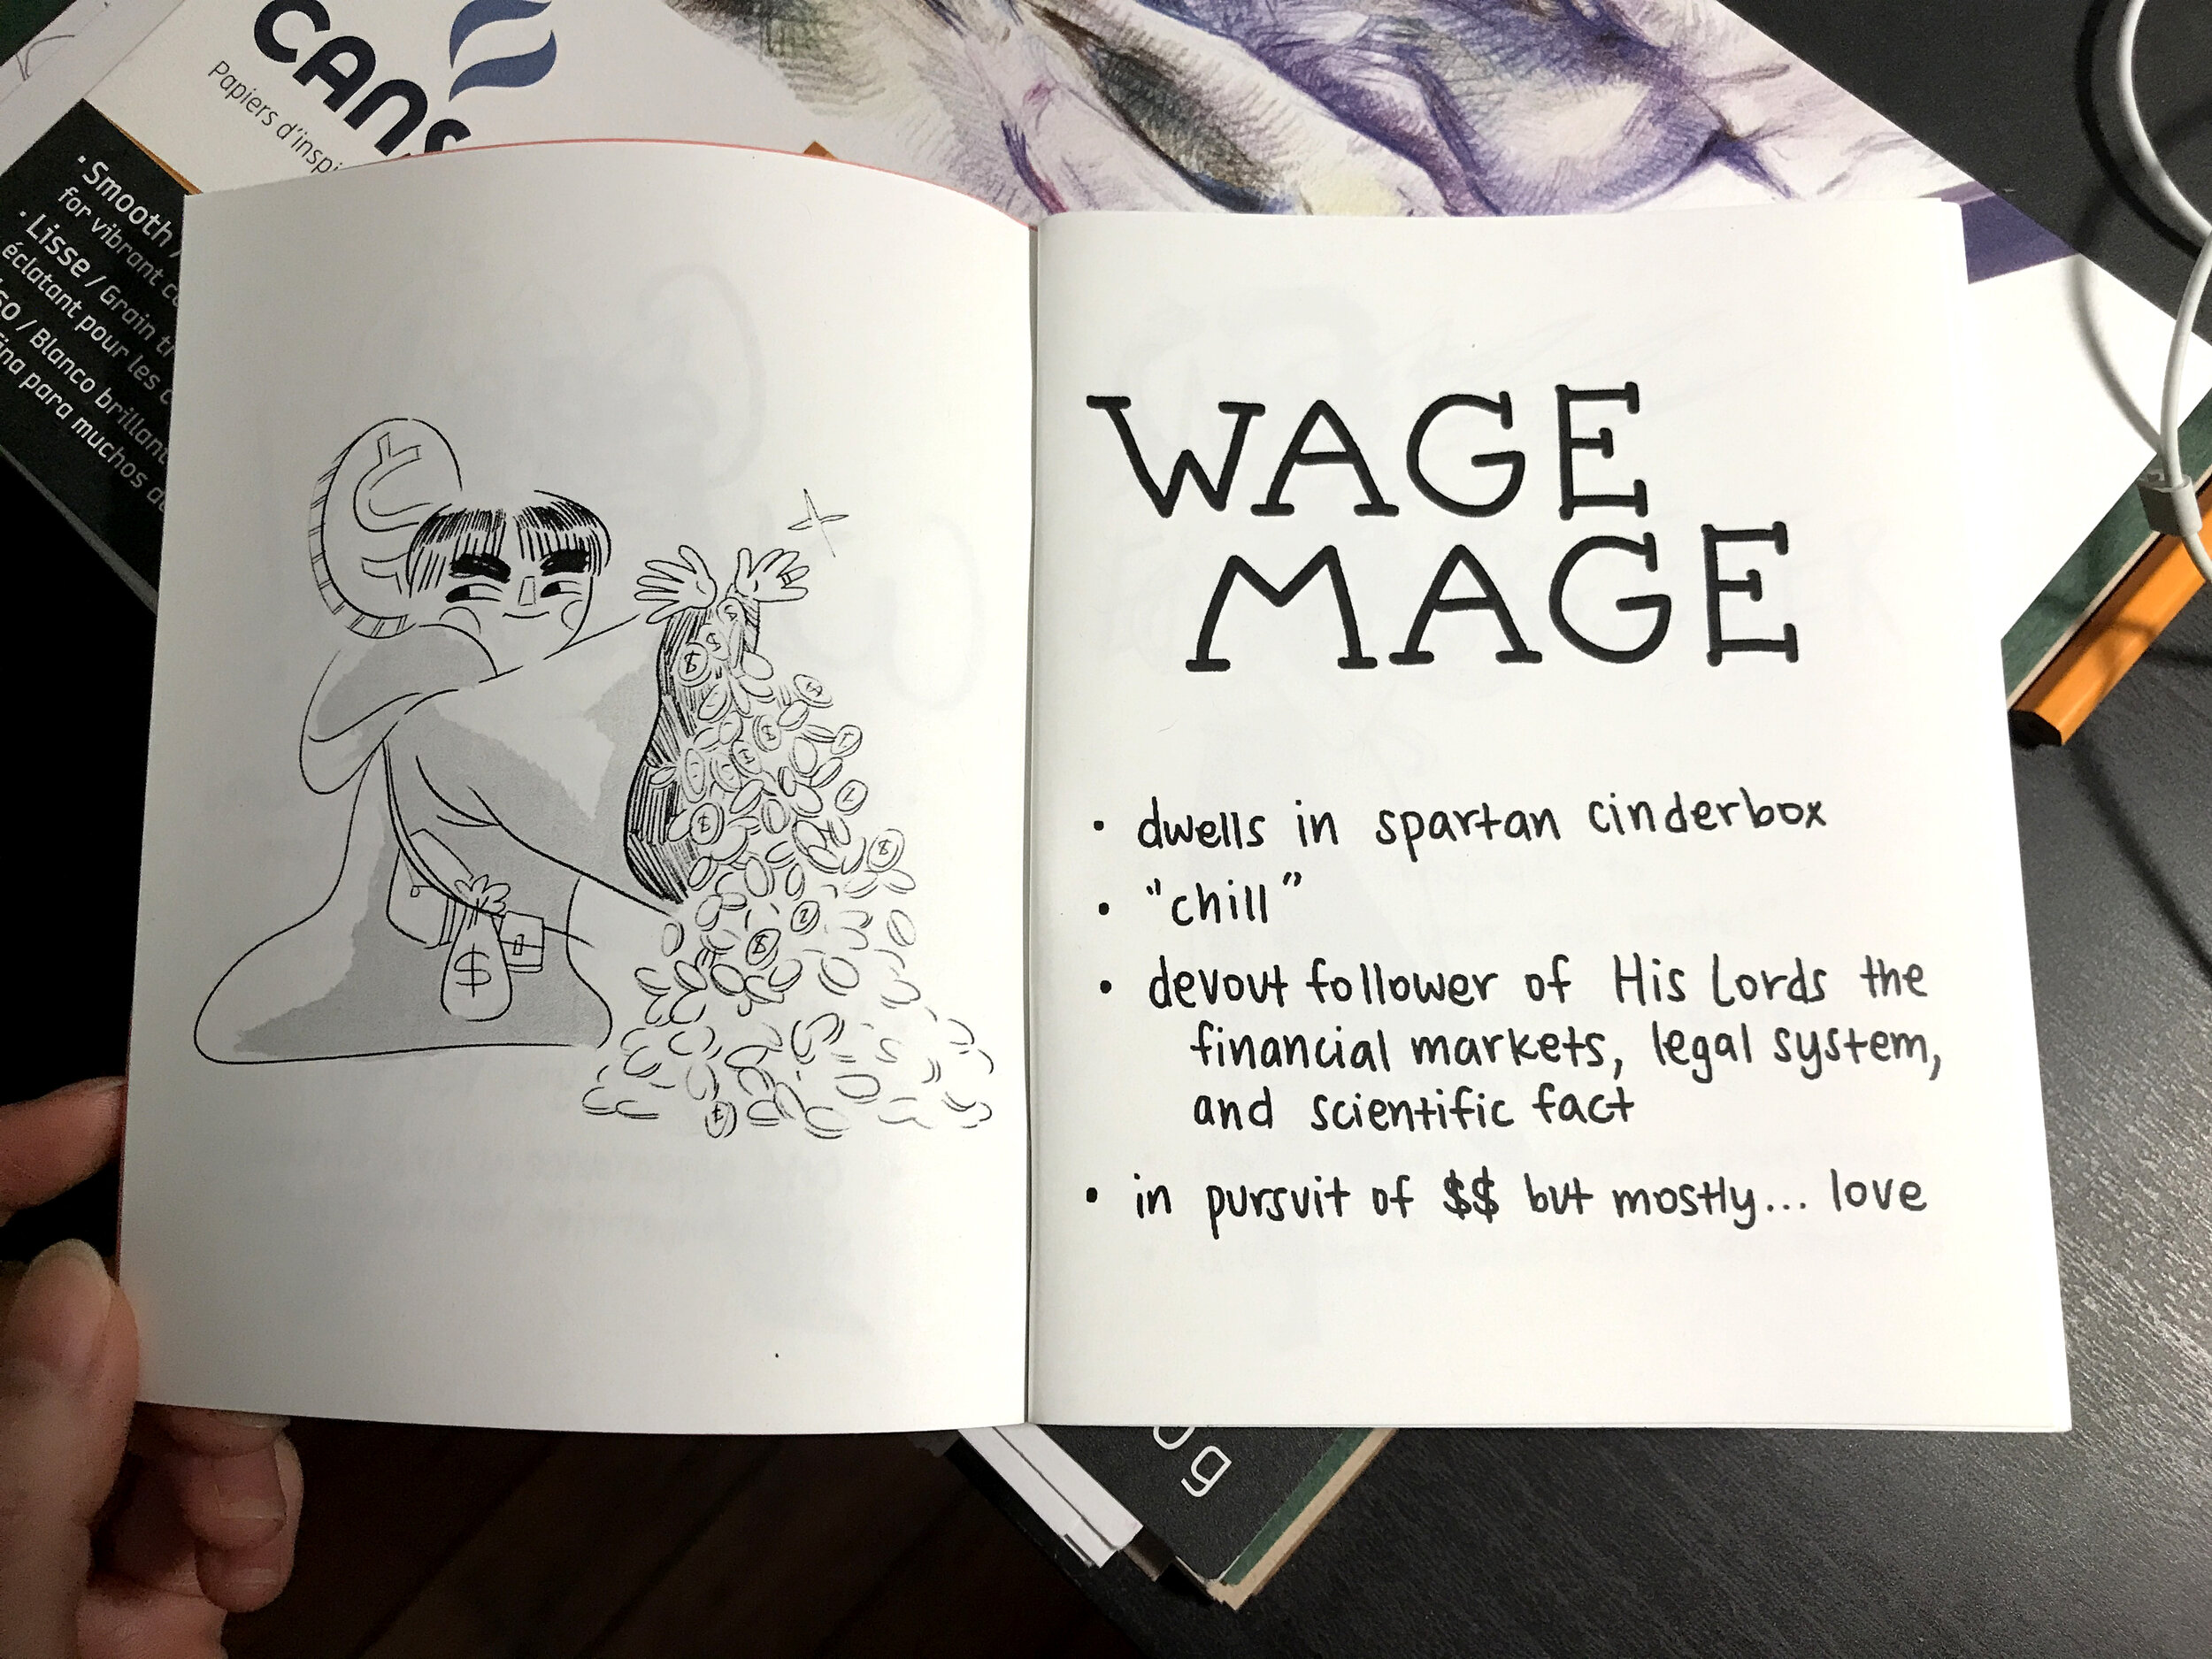 CANS
Papiers d'inspi
• Smooth /
for vibrant
• Lisse / Grain
éclatant pour les
/ Blanco brillant
para muchos
$
WAGE
MAGE
• dwells in spartan cinderbox
• "chill"
• devout follower of His Lords the
financial markets, legal system,
and scientific fact
• in pursuit of $$ but mostly... love